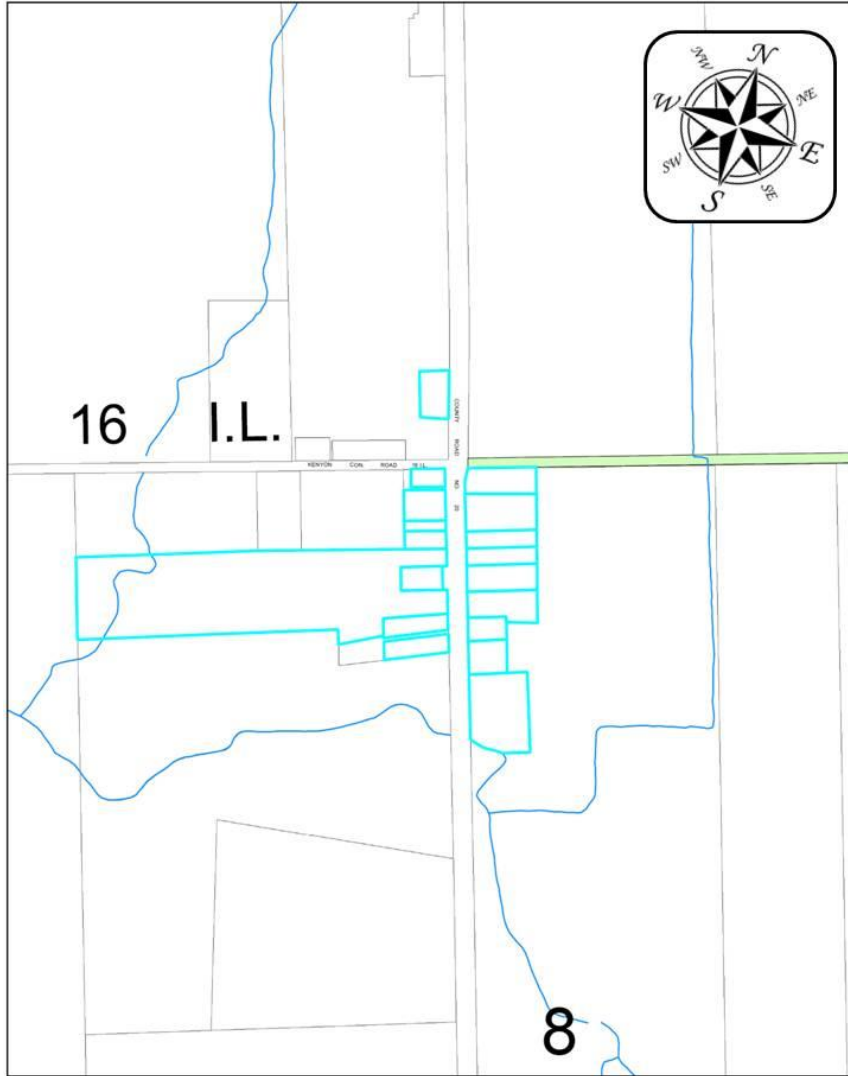 N
NW
NE
W
E
SW
SE
S
16 I.L.
COUNTY ROAD
KENYON CON. ROAD 16 I.L.
NO. 20
8